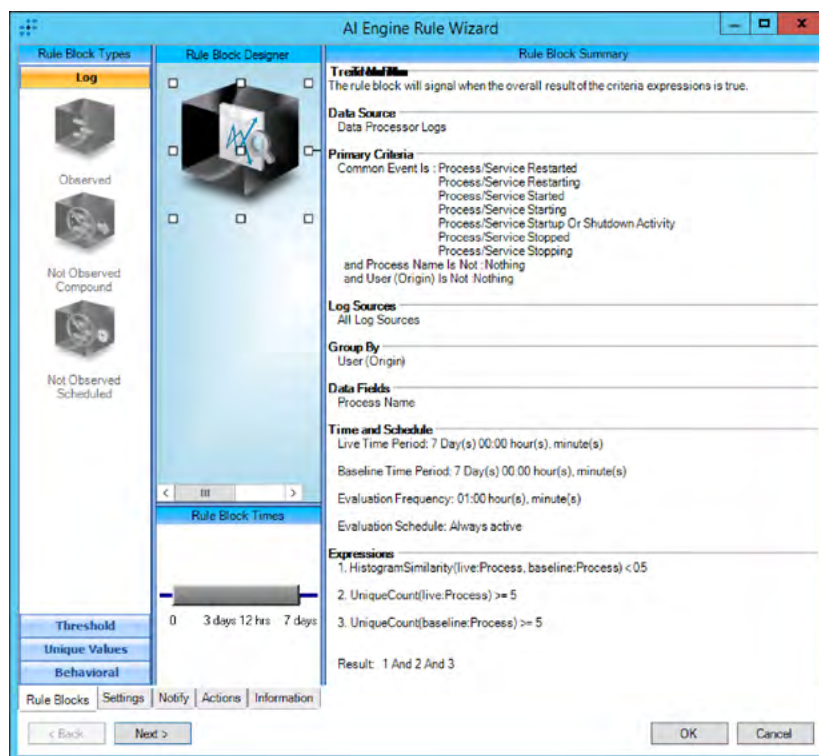 AI Engine Rule Wizard
Rule Block Types
Log
Observed
Not Observed
Compound
Not Observed
Scheduled
Threshold
Unique Values
Behavioral
Rule Block Designer
Rule Block Times
0 3 days 12 hrs 7 days
Rule Block Summary
The rule block will signal when the overall result of the criteria expressions is true.
Data Source
Data Processor Logs
Primary Criteria
Common Event Is : Process/Service Restarted
Process/Service Restarting
Process/Service Started
Process/Service Starting
Process/Service Startup Or Shutdown Activity
Process/Service Stopped
Process/Service Stopping
and Process Name Is Not :Nothing
and User (Origin) Is Not :Nothing
Log Sources
All Log Sources
Group By
User (Origin)
Data Fields
Process Name
Time and Schedule
Live Time Period: 7 Day(s) 00:00 hour(s), minute(s)
Baseline Time Period: 7 Day(s) 00:00 hour(s), minute(s)
Evaluation Frequency: 01:00 hour(s), minute(s)
Evaluation Schedule: Always active
Expressions
1. HistogramSimilarity(live:Process, baseline:Process) < 0.5
2. UniqueCount(live:Process) >= 5
3. UniqueCount(baseline:Process) >= 5
Result: 1 And 2 And 3
Rule Blocks Settings Notify Actions Information
< Back Next > OK Cancel